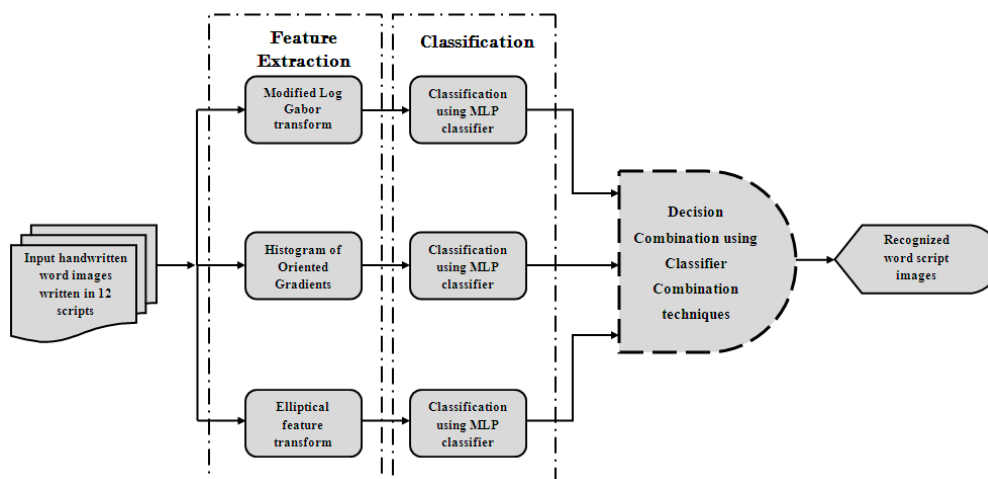 Feature
Extraction
Classification
Modified Log
Gabor
transform
Classification
using MLP
classifier
Input handwritten
word images
written in 12
scripts
Histogram of
Oriented
Gradients
Classification
using MLP
classifier
Decision
Combination using
Classifier
Combination
techniques
Recognized
word script
images
Elliptical
feature
transform
Classification
using MLP
classifier